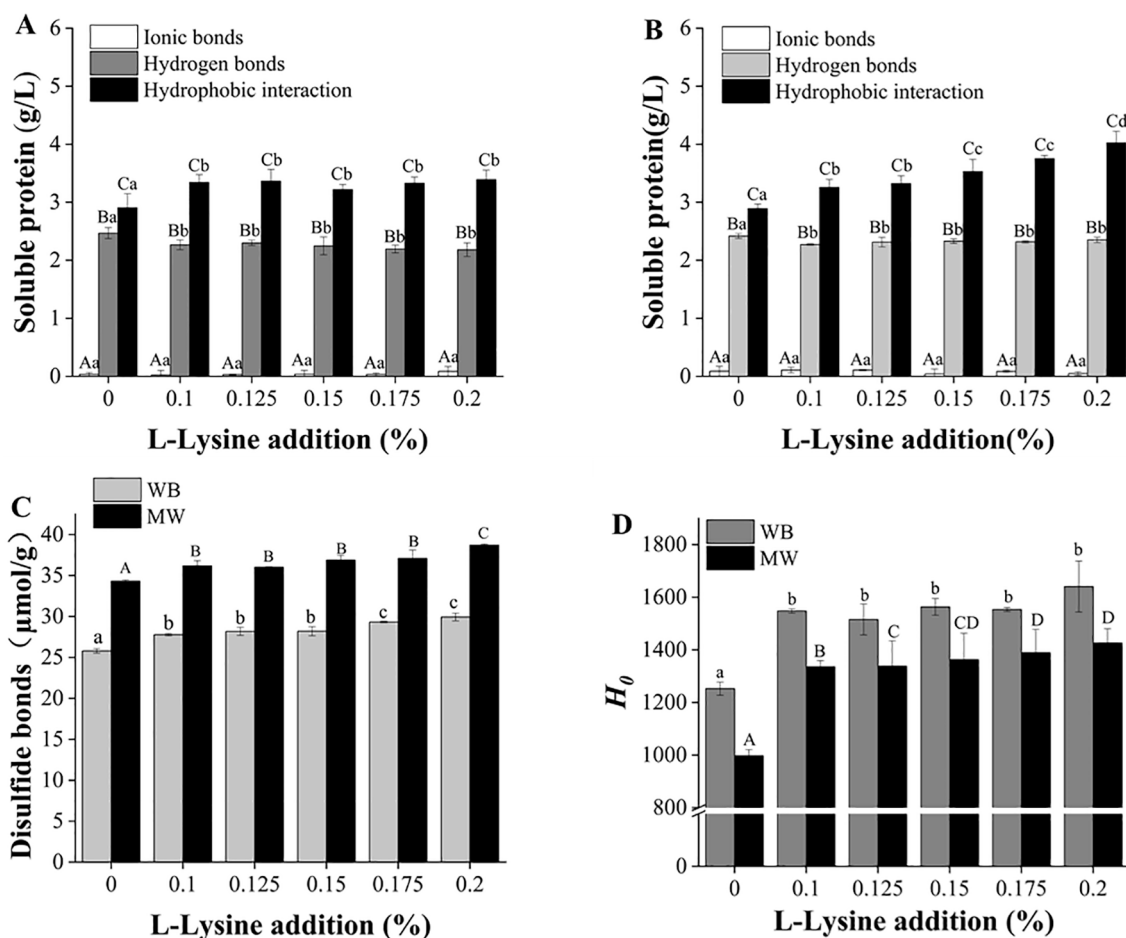 A
Ionic bonds
Hydrogen bonds
Hydrophobic interaction
Soluble protein (g/L)
6
5
4
3
2
1
0
Aa Ba Ca
Aa Bb Cb
Aa Bb Cb
Aa Bb Cb
Aa Bb Cb
Aa Bb Cb
0 0.1 0.125 0.15 0.175 0.2
L-Lysine addition (%)
B
Ionic bonds
Hydrogen bonds
Hydrophobic interaction
Soluble protein(g/L)
6
5
4
3
2
1
0
Aa Ba Ca
Aa Bb Cb
Aa Bb Cb
Aa Bb Cc
Aa Bb Cc
Aa Bb Cd
0 0.1 0.125 0.15 0.175 0.2
L-Lysine addition(%)
C
WB
MW
Disulfide bonds（μmol/g）
40
35
30
25
20
15
10
5
0
a A
b B
b B
b B
c B
c C
0 0.1 0.125 0.15 0.175 0.2
L-Lysine addition (%)
D
WB
MW
H0
1800
1600
1400
1200
1000
800
0
a A
b B
b C
b CD
b D
b D
0 0.1 0.125 0.15 0.175 0.2
L-Lysine addition (%)